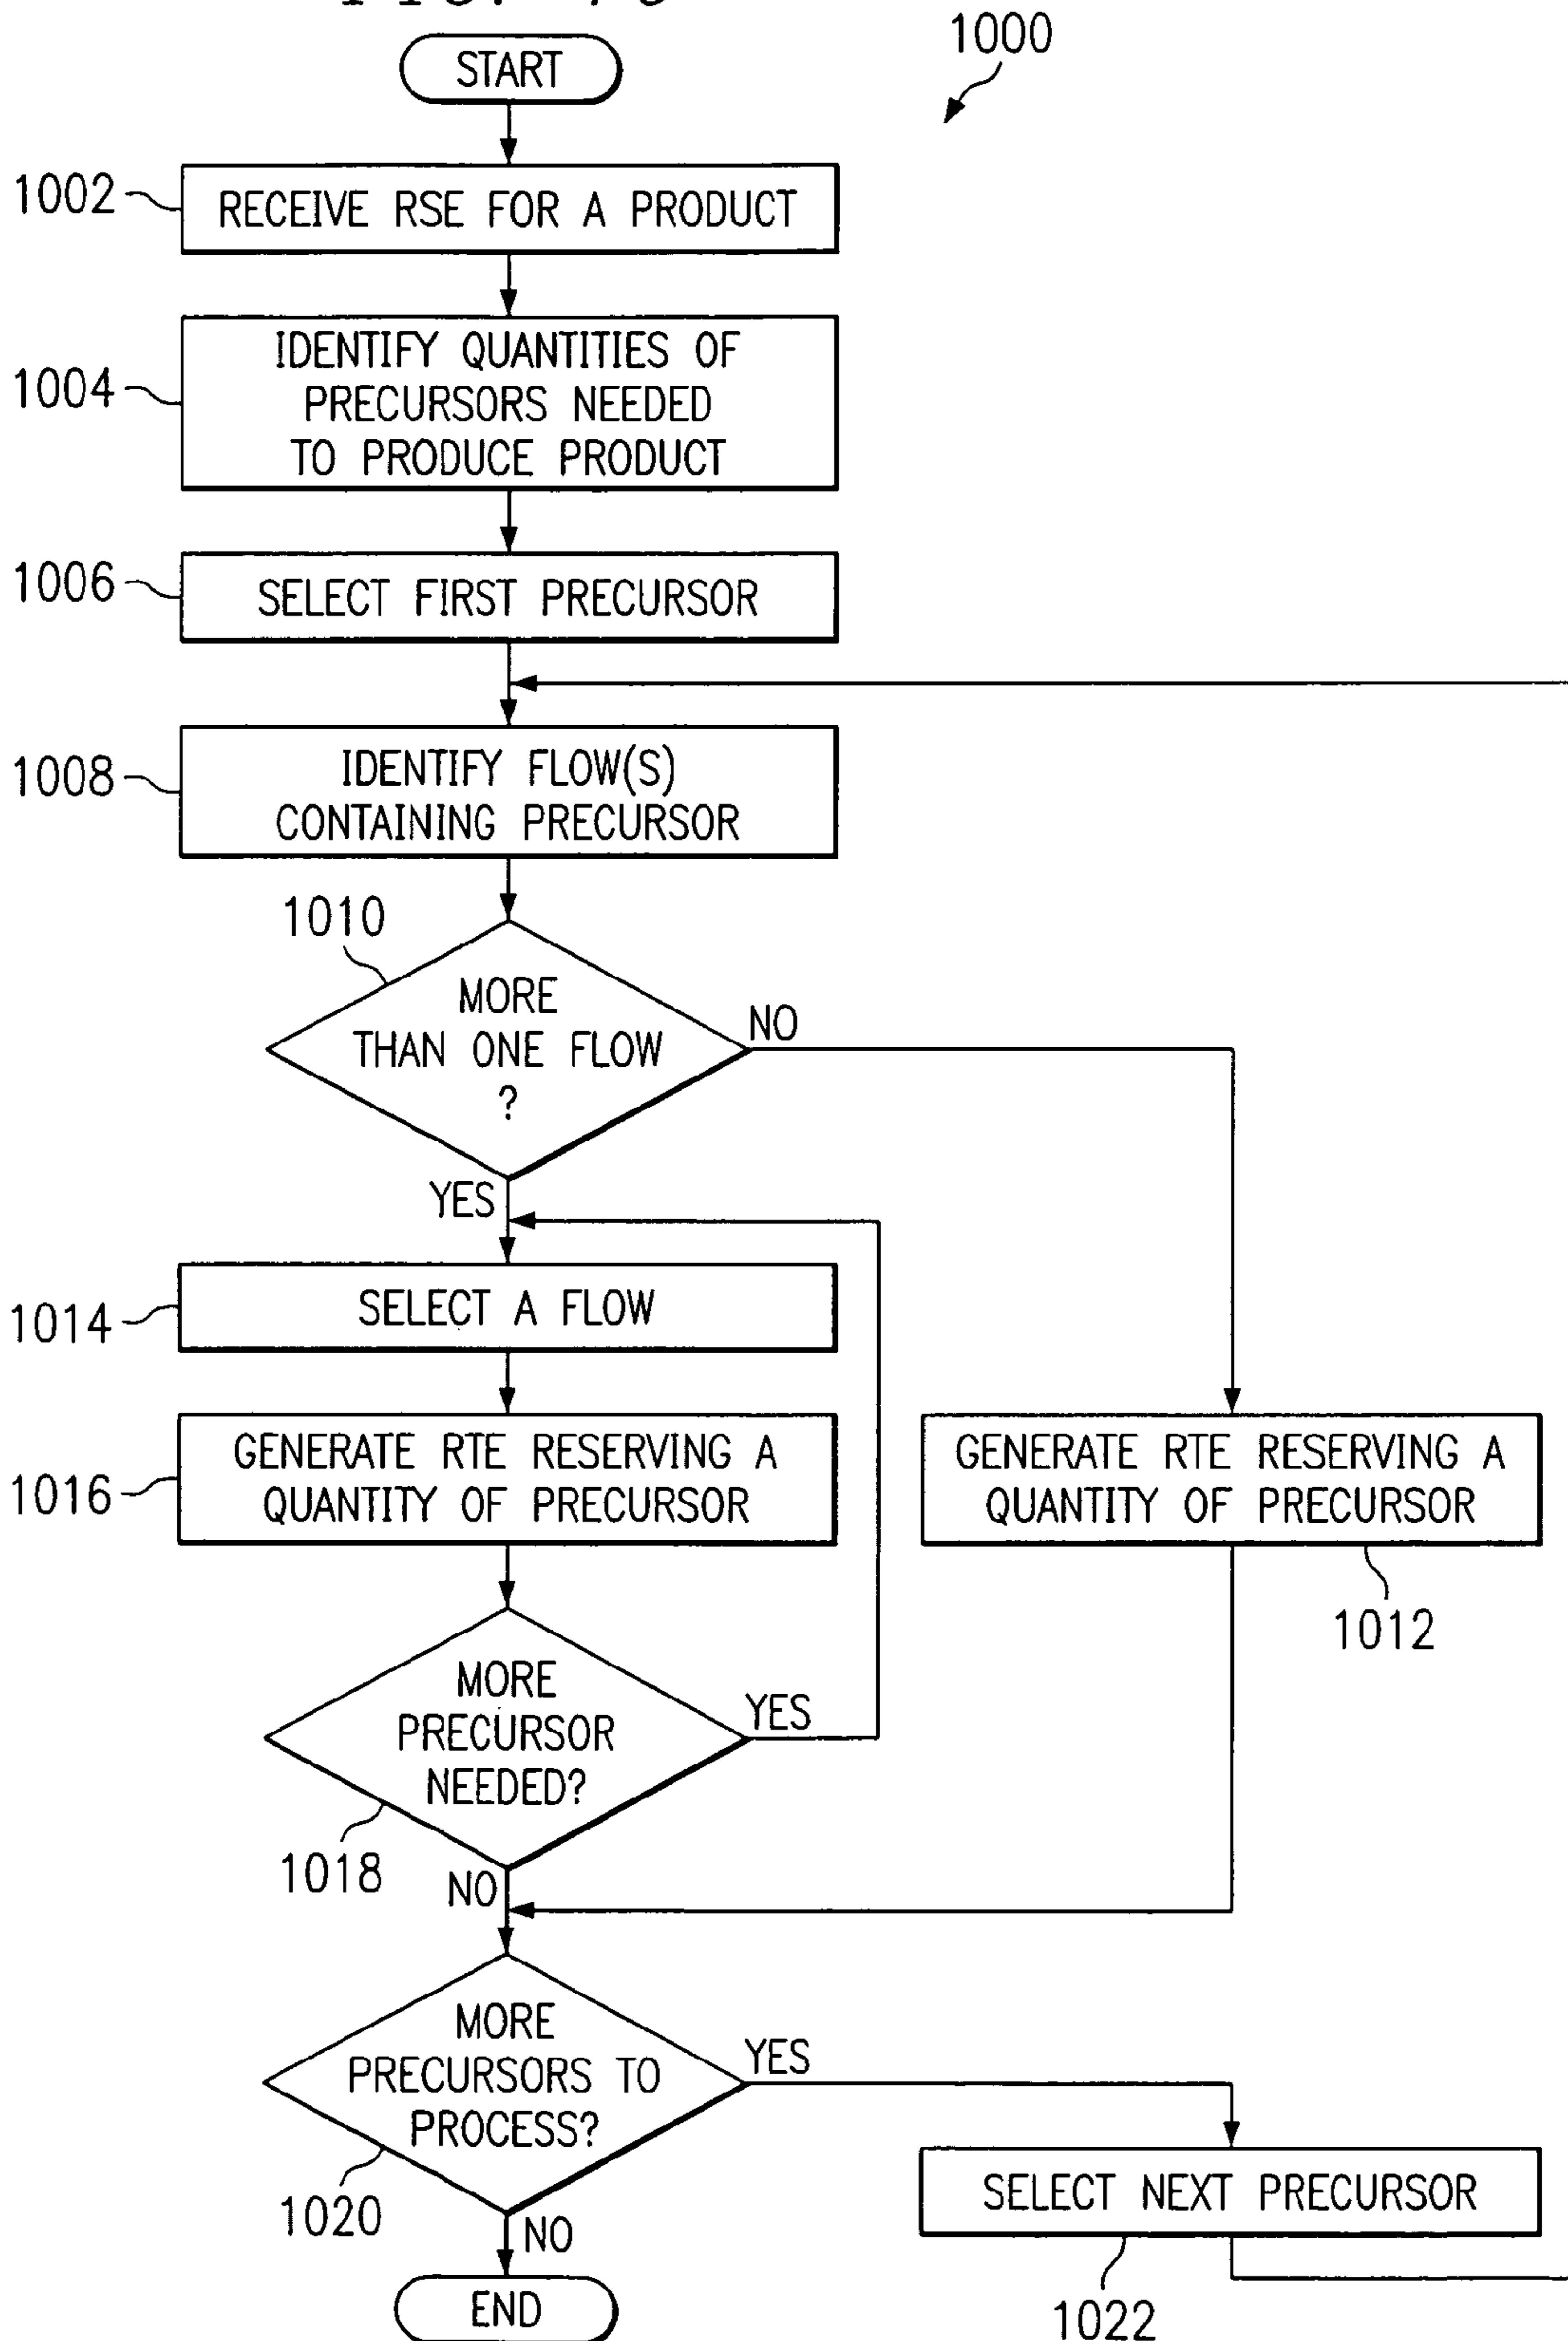 1000
START
1002
RECEIVE RSE FOR A PRODUCT
1004
IDENTIFY QUANTITIES OF
PRECURSORS NEEDED
TO PRODUCE PRODUCT
1006
SELECT FIRST PRECURSOR
1008
IDENTIFY FLOW(S)
CONTAINING PRECURSOR
1010
MORE
THAN ONE FLOW
?
NO
YES
1014
SELECT A FLOW
1016
GENERATE RTE RESERVING A
QUANTITY OF PRECURSOR
GENERATE RTE RESERVING A
QUANTITY OF PRECURSOR
1012
MORE
PRECURSOR
NEEDED?
YES
1018
NO
MORE
PRECURSORS TO
PROCESS?
YES
1020
NO
SELECT NEXT PRECURSOR
1022
END